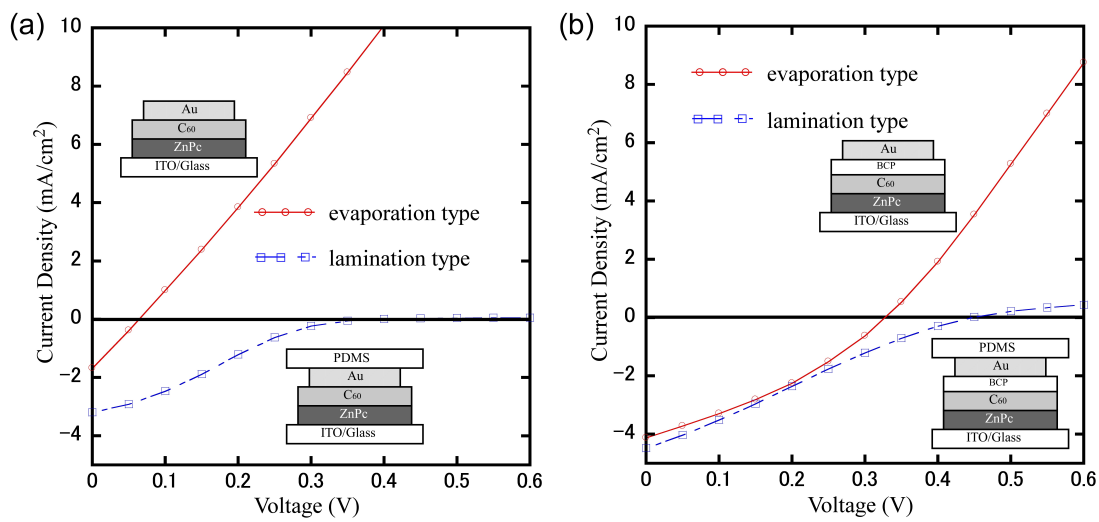 (a)
10
8
6
4
2
0
−2
−4
Current Density (mA/cm²)
0
0.1
0.2
0.3
0.4
0.5
0.6
Voltage (V)
Au
C₆₀
ZnPc
ITO/Glass
evaporation type
lamination type
PDMS
Au
C₆₀
ZnPc
ITO/Glass
(b)
10
8
6
4
2
0
−2
−4
Current Density (mA/cm²)
0
0.1
0.2
0.3
0.4
0.5
0.6
Voltage (V)
evaporation type
lamination type
Au
BCP
C₆₀
ZnPc
ITO/Glass
PDMS
Au
BCP
C₆₀
ZnPc
ITO/Glass